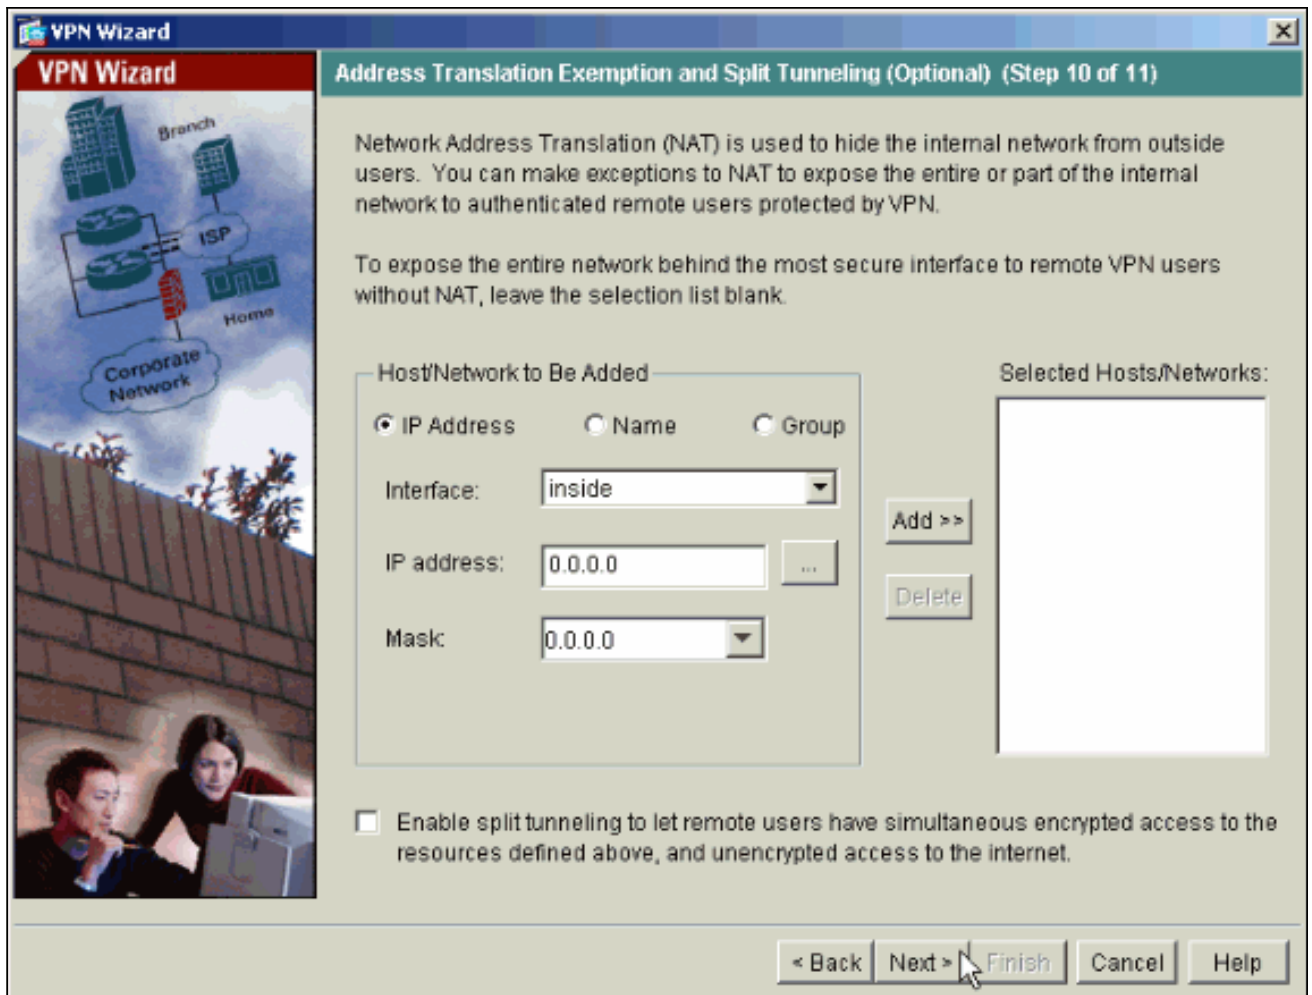 VPN Wizard
VPN Wizard
Address Translation Exemption and Split Tunneling (Optional) (Step 10 of 11)
Branch
ISP
Home
Corporate
Network
Network Address Translation (NAT) is used to hide the internal network from outside
users. You can make exceptions to NAT to expose the entire or part of the internal
network to authenticated remote users protected by VPN.
To expose the entire network behind the most secure interface to remote VPN users
without NAT, leave the selection list blank.
Host/Network to Be Added
Selected Hosts/Networks:
IP Address Name Group
Interface: inside
Add >>
IP address: 0.0.0.0 ...
Delete
Mask: 0.0.0.0
Enable split tunneling to let remote users have simultaneous encrypted access to the
resources defined above, and unencrypted access to the internet.
< Back Next > Finish Cancel Help